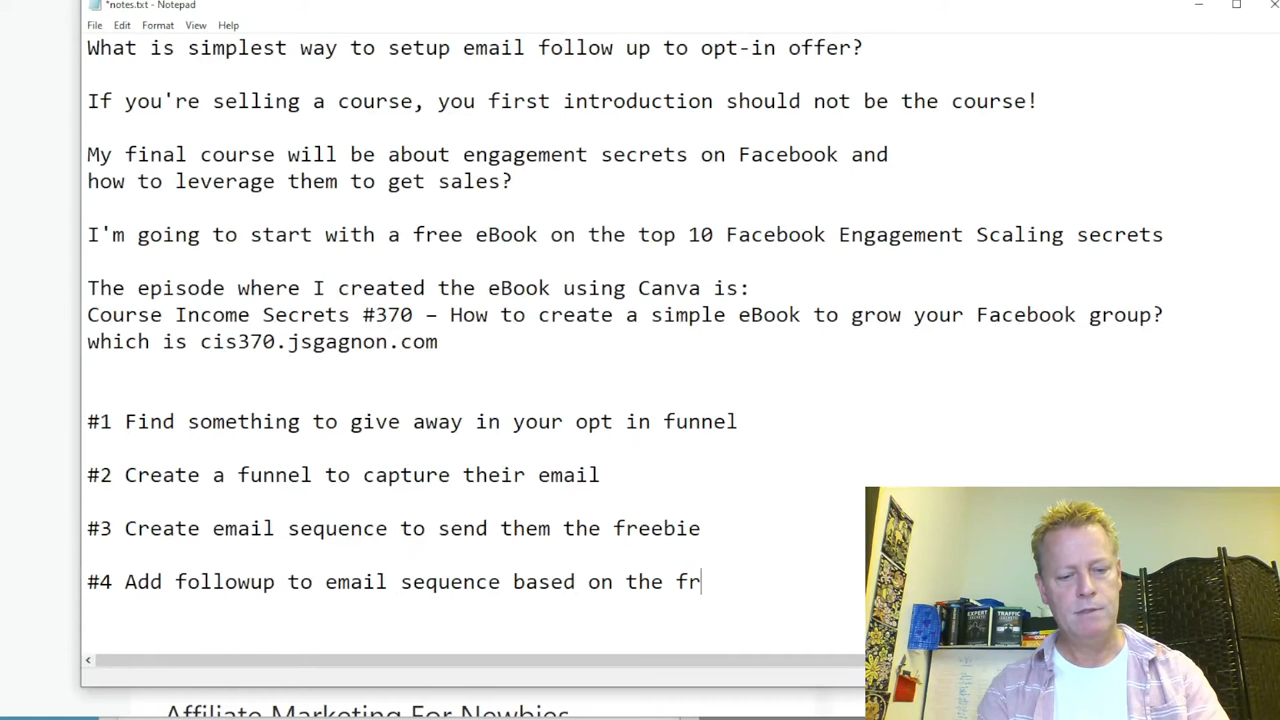 *notes.txt - Notepad
File Edit Format View Help
What is simplest way to setup email follow up to opt-in offer?
If you're selling a course, you first introduction should not be the course!
My final course will be about engagement secrets on Facebook and
how to leverage them to get sales?
I'm going to start with a free eBook on the top 10 Facebook Engagement Scaling secrets
The episode where I created the eBook using Canva is:
Course Income Secrets #370 – How to create a simple eBook to grow your Facebook group?
which is cis370.jsgagnon.com
#1 Find something to give away in your opt in funnel
#2 Create a funnel to capture their email
#3 Create email sequence to send them the freebie
#4 Add followup to email sequence based on the fr
EXPERT
TRAFFIC
Affiliate Marketing For Newbies